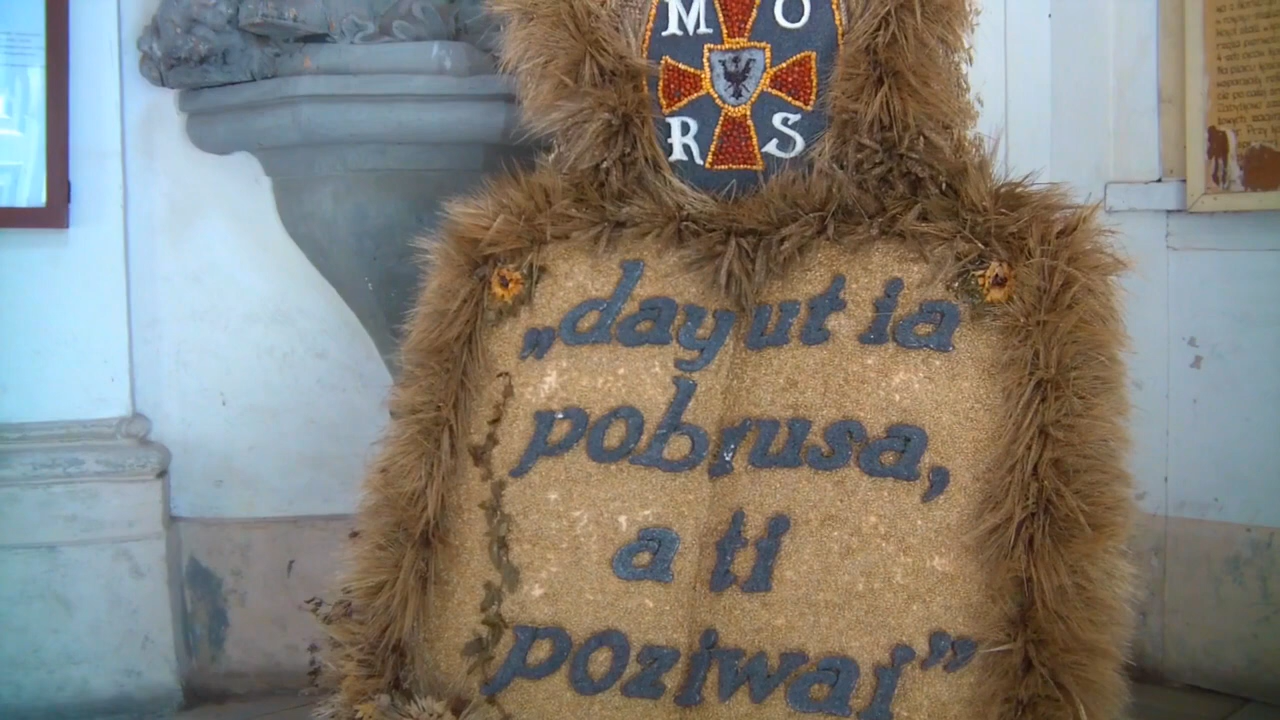 M O
R S
„day ut ia
pobrusa,
a ti
poziwai”